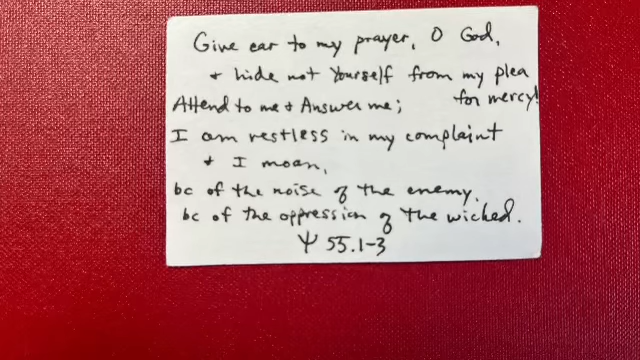 Give ear to my prayer, O God,
+ hide not Yourself from my plea
for mercy!
Attend to me + Answer me;
I am restless in my complaint
+ I moan,
bc of the noise of the enemy,
bc of the oppression of the wicked.
Ψ 55.1-3